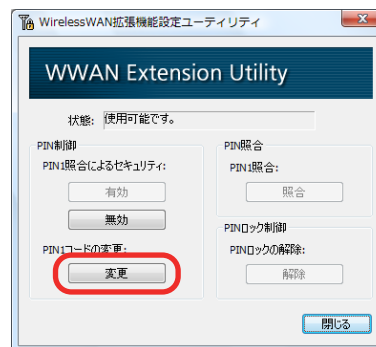 WirelessWAN拡張機能設定ユーティリティ
WWAN Extension Utility
状態: 使用可能です。
PIN制御
PIN1照合によるセキュリティ:
有効
無効
PIN1コードの変更:
変更
PIN照合
PIN1照合:
照合
PINロック制御
PINロックの解除:
解除
閉じる